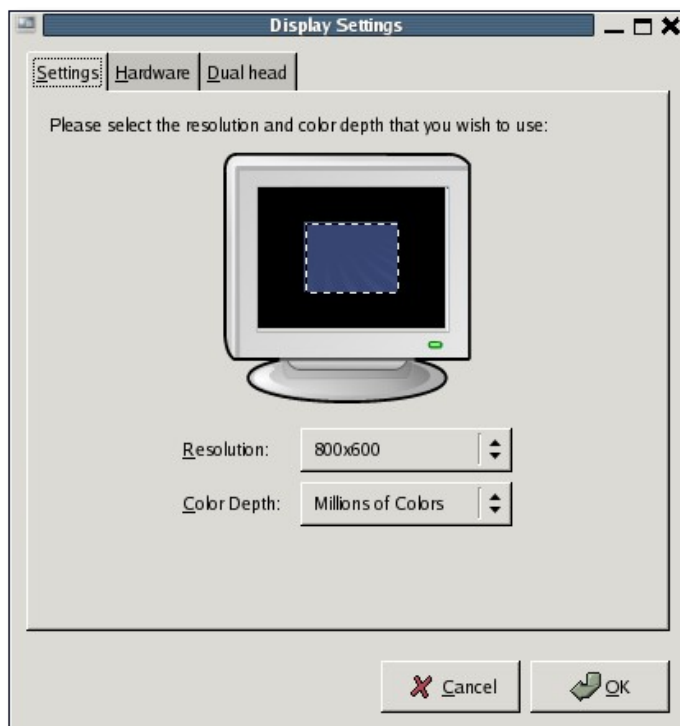 Display Settings
Settings Hardware Dual head
Please select the resolution and color depth that you wish to use:
Resolution: 800x600
Color Depth: Millions of Colors
Cancel OK